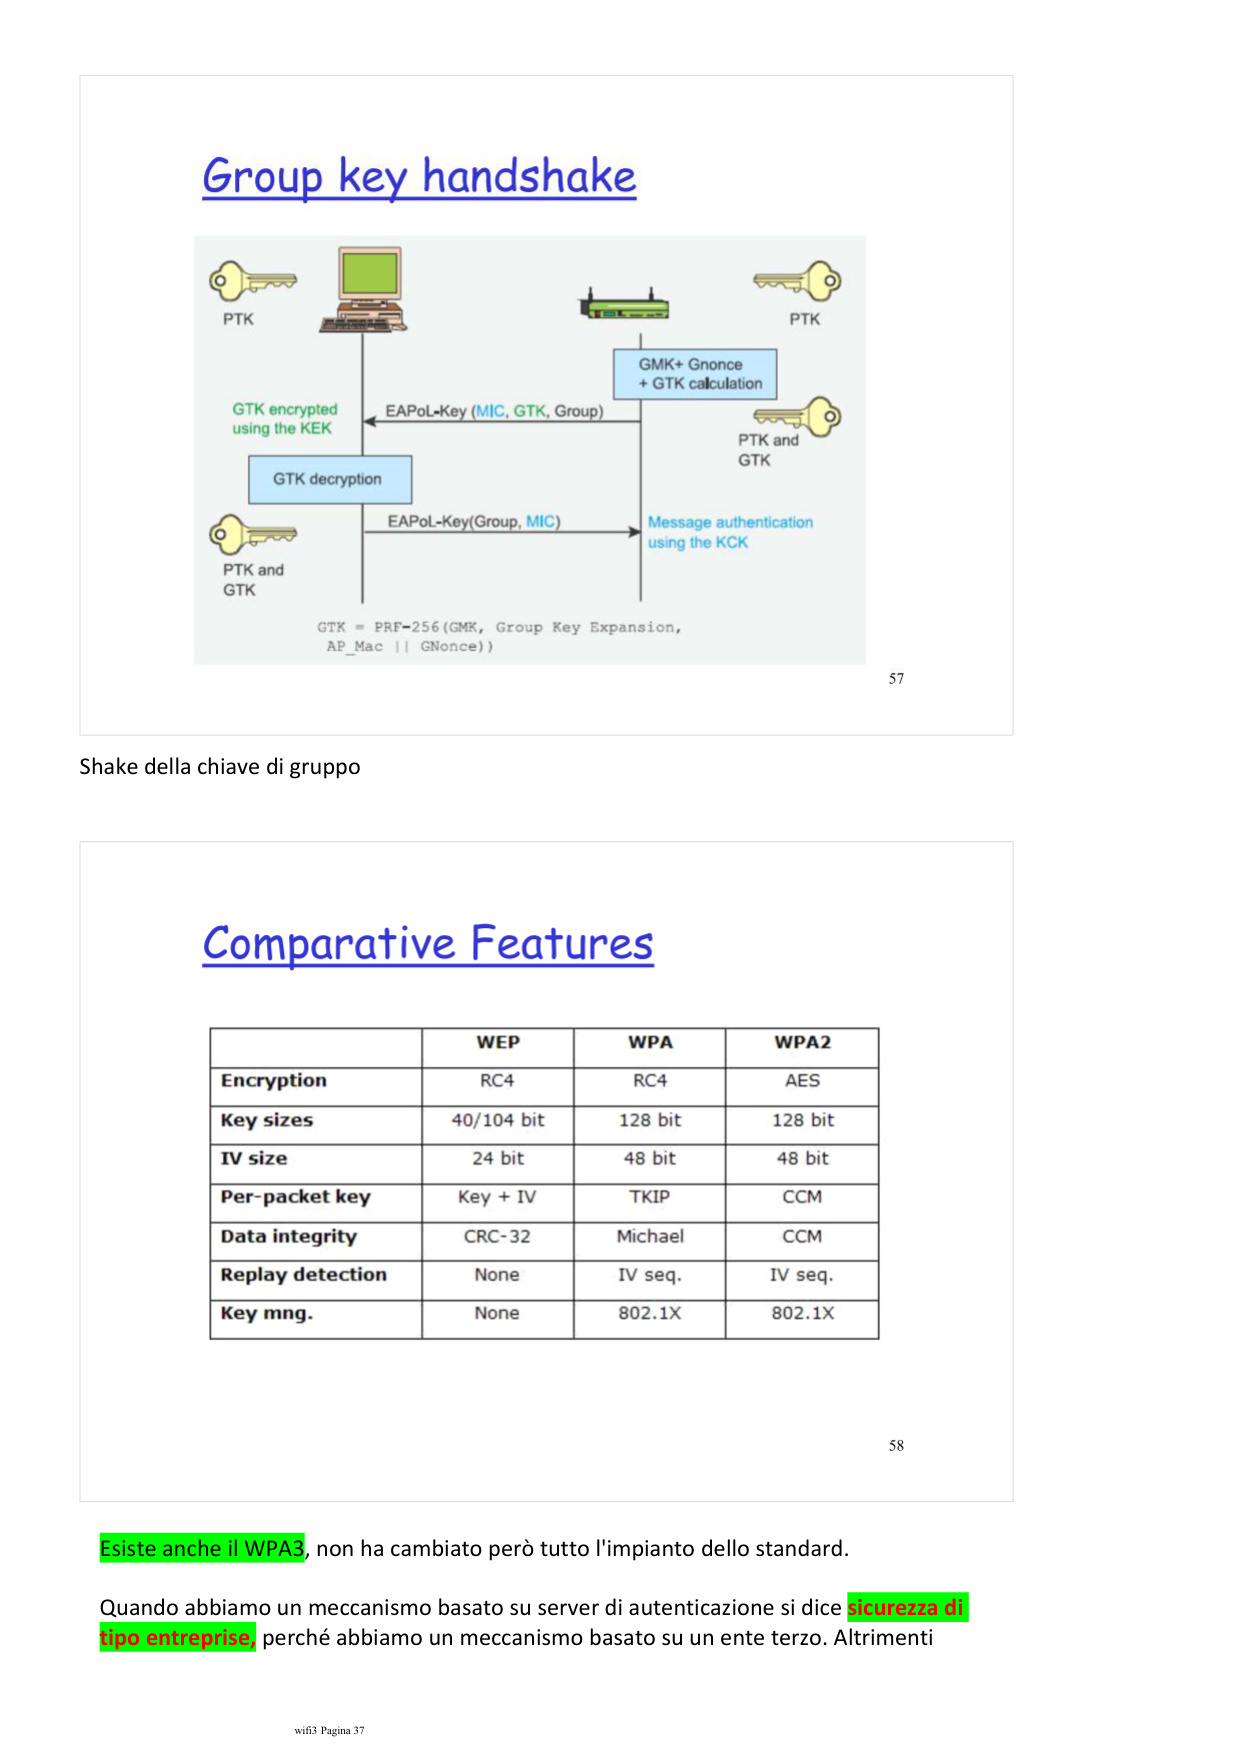 Group key handshake
PTK
PTK
GMK+ Gnonce
+ GTK calculation
GTK encrypted
using the KEK
EAPoL-Key (MIC, GTK, Group)
PTK and
GTK
GTK decryption
EAPoL-Key(Group, MIC)
Message authentication
using the KCK
PTK and
GTK
GTK = PRF-256(GMK, Group Key Expansion,
AP_Mac || GNonce))
57
Shake della chiave di gruppo
Comparative Features
WEP WPA WPA2
Encryption RC4 RC4 AES
Key sizes 40/104 bit 128 bit 128 bit
IV size 24 bit 48 bit 48 bit
Per-packet key Key + IV TKIP CCM
Data integrity CRC-32 Michael CCM
Replay detection None IV seq. IV seq.
Key mng. None 802.1X 802.1X
58
Esiste anche il WPA3, non ha cambiato però tutto l'impianto dello standard.
Quando abbiamo un meccanismo basato su server di autenticazione si dice sicurezza di
tipo entreprise, perché abbiamo un meccanismo basato su un ente terzo. Altrimenti
wifi3 Pagina 37